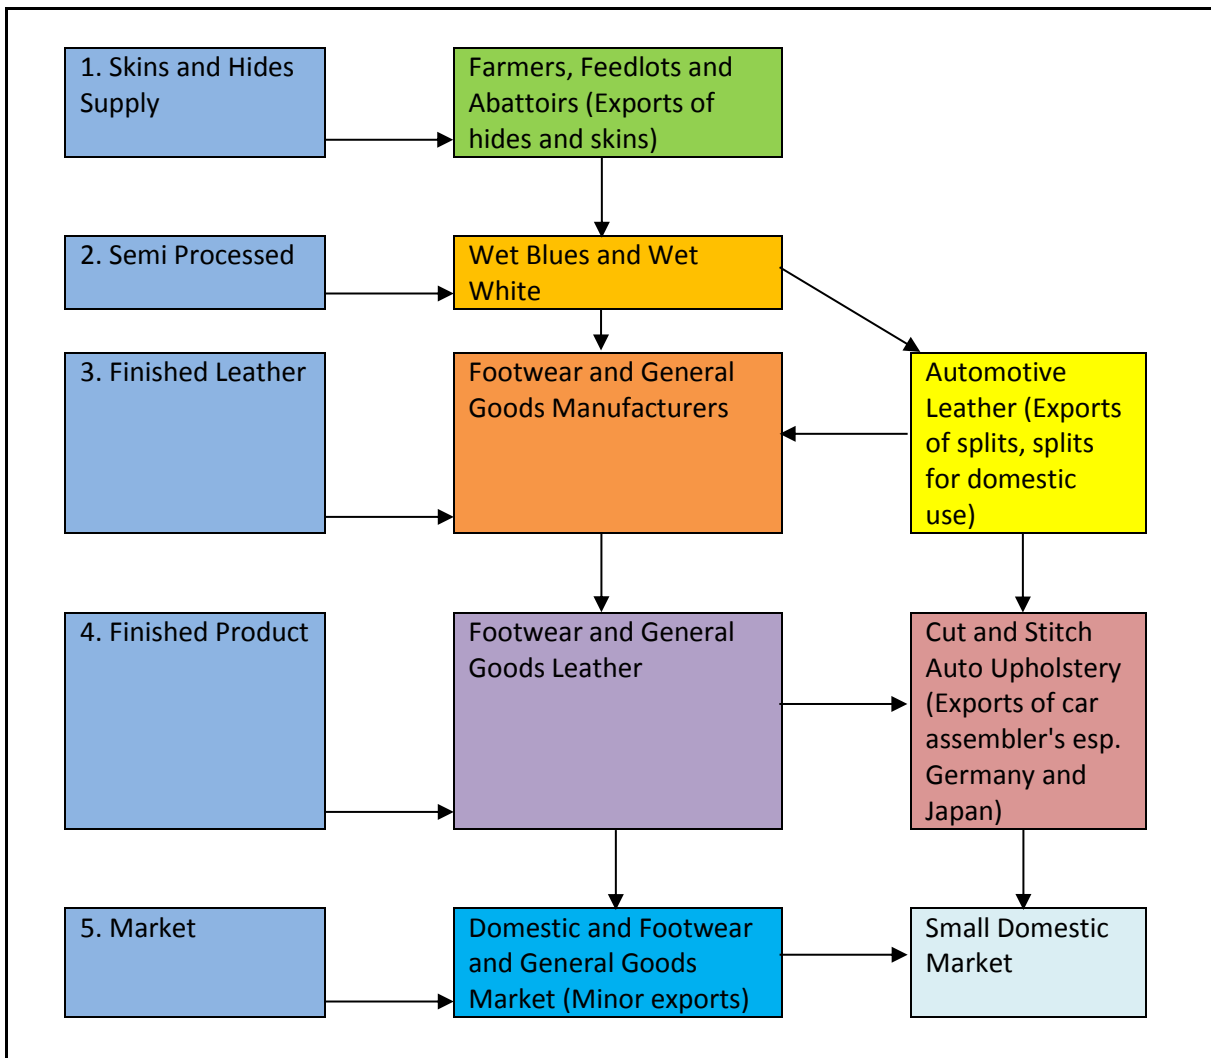 1. Skins and Hides
Supply
Farmers, Feedlots and
Abattoirs (Exports of
hides and skins)
2. Semi Processed
Wet Blues and Wet
White
3. Finished Leather
Footwear and General
Goods Manufacturers
Automotive
Leather (Exports
of splits, splits
for domestic
use)
4. Finished Product
Footwear and General
Goods Leather
Cut and Stitch
Auto Upholstery
(Exports of car
assembler's esp.
Germany and
Japan)
5. Market
Domestic and Footwear
and General Goods
Market (Minor exports)
Small Domestic
Market